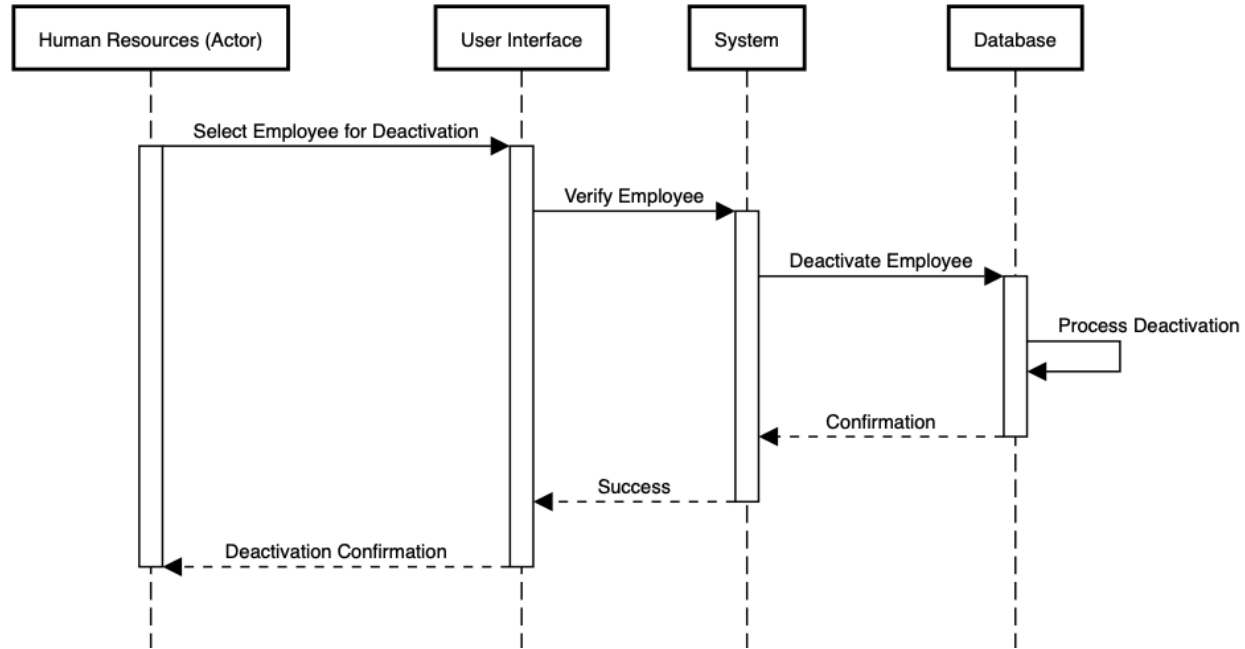 Human Resources (Actor)
User Interface
System
Database
Select Employee for Deactivation
Verify Employee
Deactivate Employee
Process Deactivation
Confirmation
Success
Deactivation Confirmation